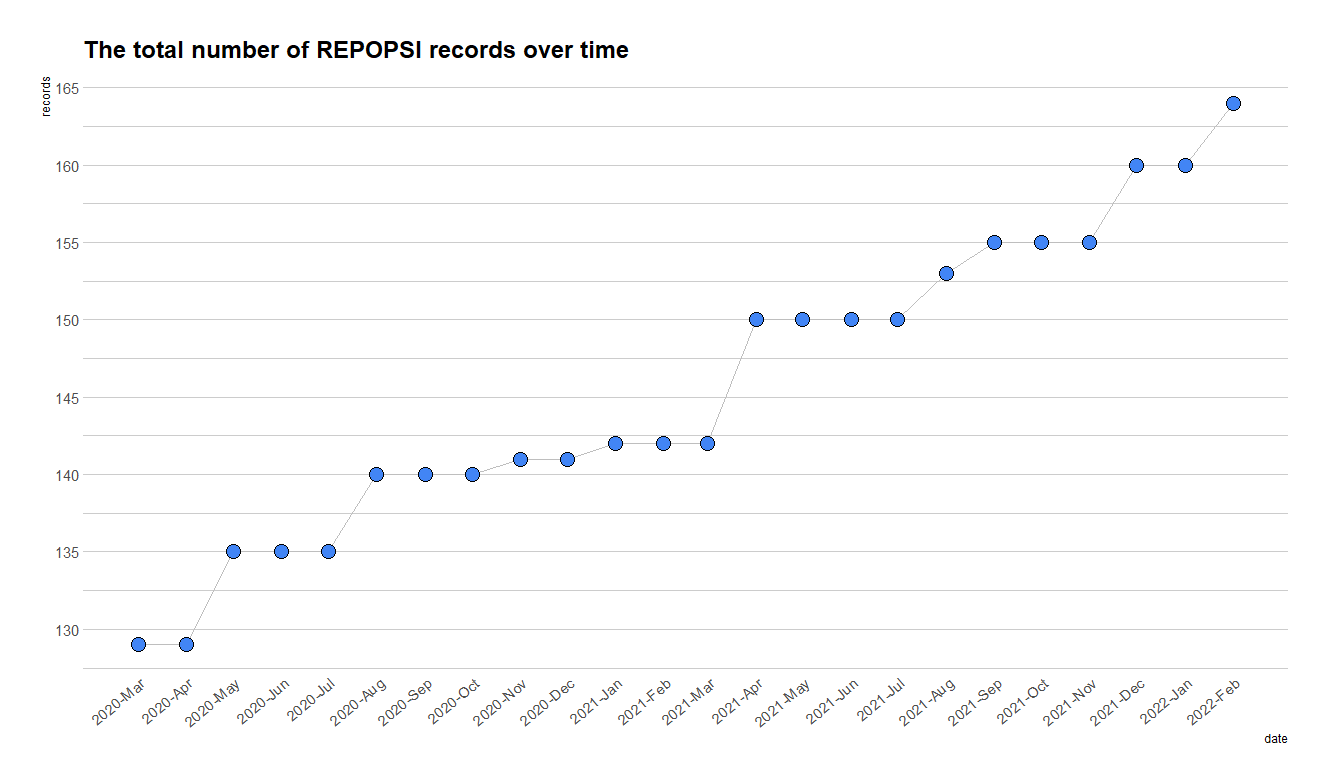 The total number of REPOPSI records over time
records
165
160
155
150
145
140
135
130
2020-Mar
2020-Apr
2020-May
2020-Jun
2020-Jul
2020-Aug
2020-Sep
2020-Oct
2020-Nov
2020-Dec
2021-Jan
2021-Feb
2021-Mar
2021-Apr
2021-May
2021-Jun
2021-Jul
2021-Aug
2021-Sep
2021-Oct
2021-Nov
2021-Dec
2022-Jan
2022-Feb
date